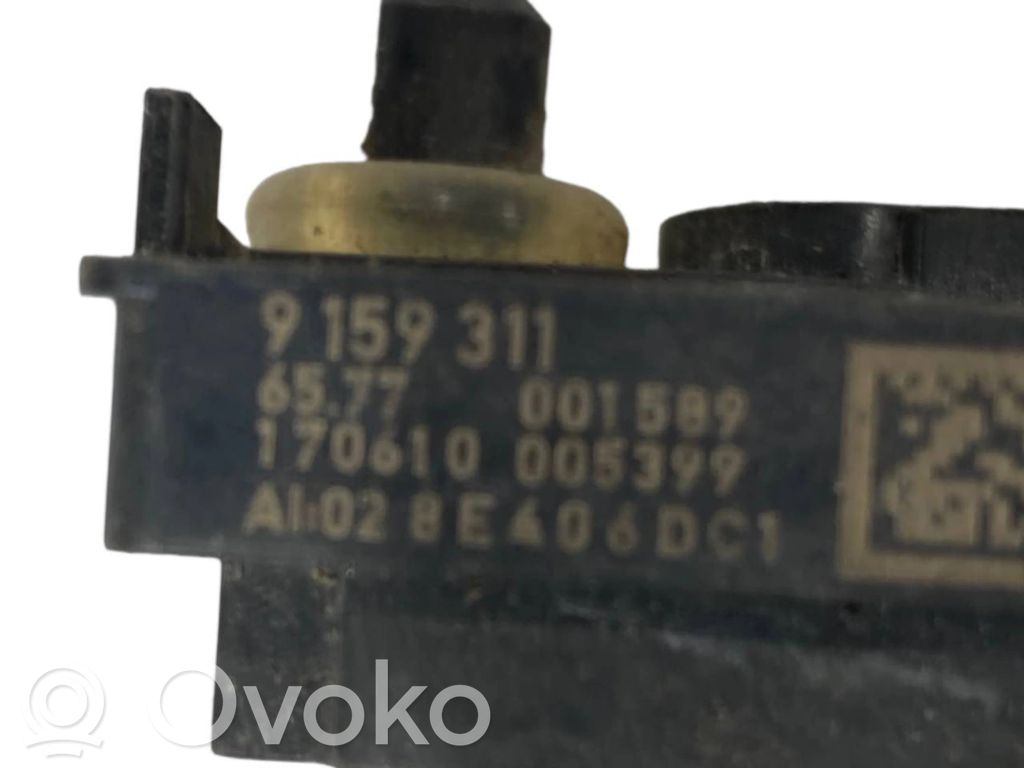 9 159 311
65.77 001589
170610 005399
AI:02 8E406DC1
Ovoko